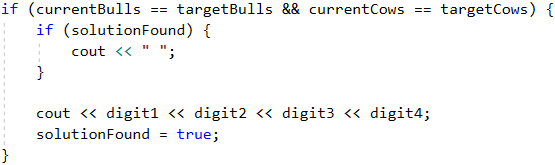 if (currentBulls == targetBulls && currentCows == targetCows) {
    if (solutionFound) {
        cout << " ";
    }

    cout << digit1 << digit2 << digit3 << digit4;
    solutionFound = true;
}